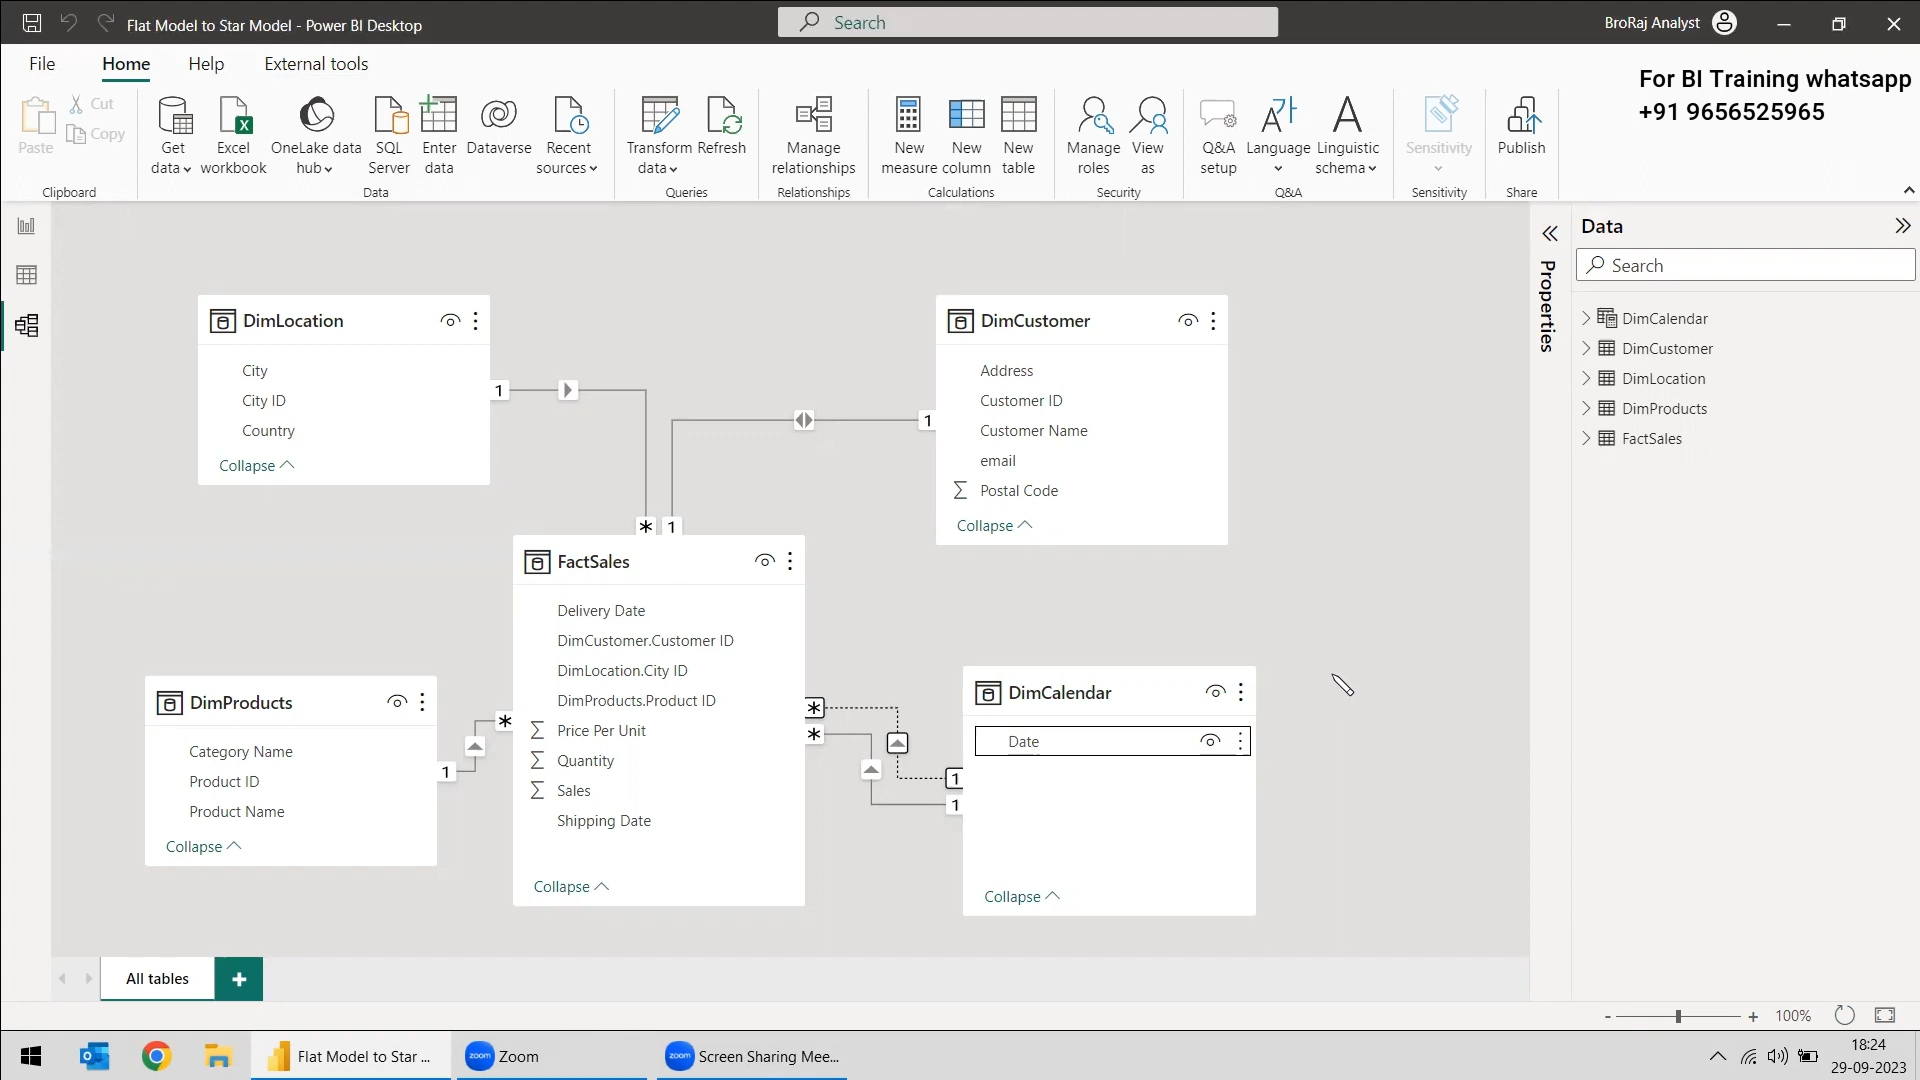 Flat Model to Star Model - Power BI Desktop
Search
BroRaj Analyst
File
Home
Help
External tools
For BI Training whatsapp
+91 9656525965
Paste
Cut
Copy
Clipboard
Get
data
Excel
workbook
OneLake data
hub
SQL
Server
Enter
data
Dataverse
Recent
sources
Data
Transform
data
Refresh
Queries
Manage
relationships
Relationships
New
measure
New
column
New
table
Calculations
Manage
roles
View
as
Security
Q&A
setup
Language
Linguistic
schema
Q&A
Sensitivity
Sensitivity
Publish
Share
DimLocation
City
City ID
Country
Collapse
1
*
DimCustomer
Address
Customer ID
Customer Name
email
Postal Code
Collapse
1
1
FactSales
Delivery Date
DimCustomer.Customer ID
DimLocation.City ID
DimProducts.Product ID
Price Per Unit
Quantity
Sales
Shipping Date
Collapse
DimProducts
Category Name
Product ID
Product Name
Collapse
1
*
*
*
1
1
DimCalendar
Date
Collapse
Properties
Data
Search
DimCalendar
DimCustomer
DimLocation
DimProducts
FactSales
All tables
+
- + 100%
Flat Model to Star ...
zoom
Zoom
zoom
Screen Sharing Mee...
18:24
29-09-2023